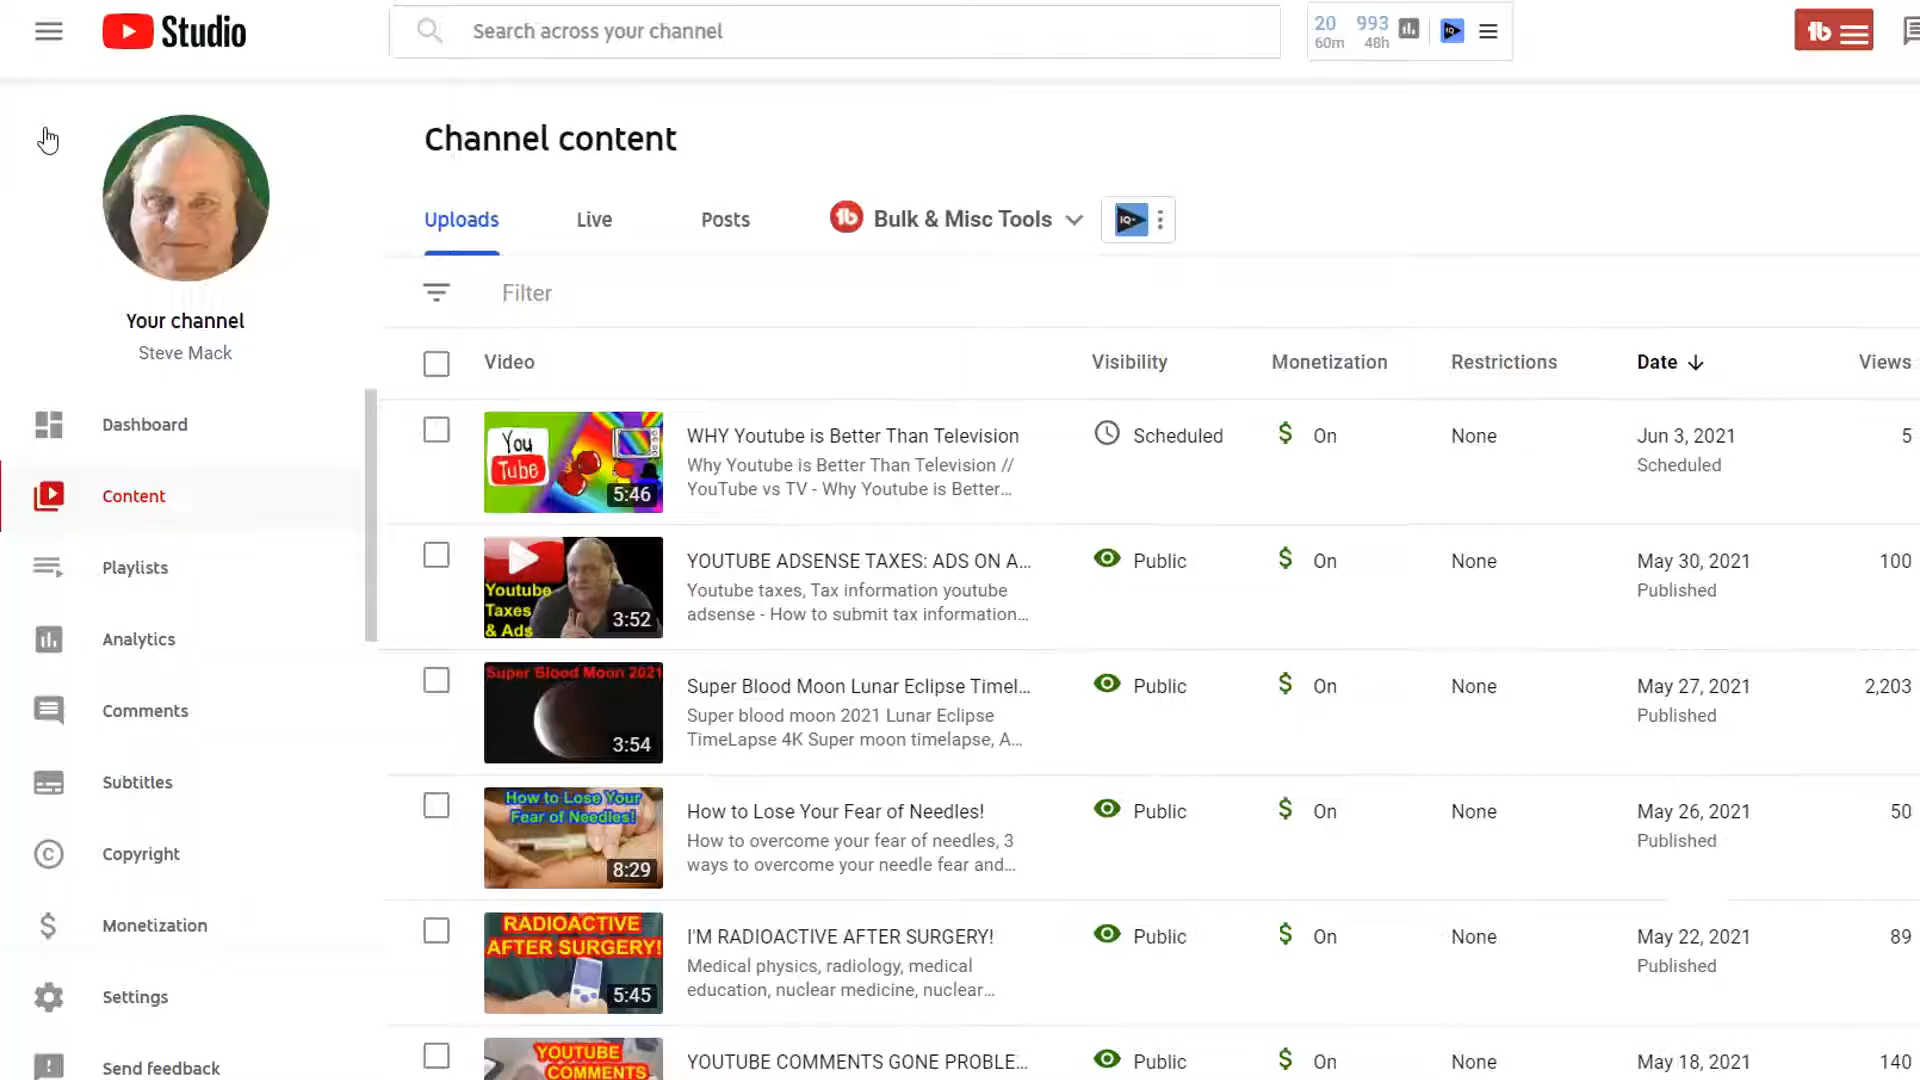 Studio
Search across your channel
20 993
60m 48h
Channel content
Uploads Live Posts Bulk & Misc Tools
Filter
Your channel
Steve Mack
Dashboard
Content
Playlists
Analytics
Comments
Subtitles
Copyright
Monetization
Settings
Send feedback
Video Visibility Monetization Restrictions Date Views
You
Tube
5:46
WHY Youtube is Better Than Television Scheduled On None Jun 3, 2021 5
Why Youtube is Better Than Television // Scheduled
YouTube vs TV - Why Youtube is Better...
Youtube
Taxes
& Ads
3:52
YOUTUBE ADSENSE TAXES: ADS ON A... Public On None May 30, 2021 100
Youtube taxes, Tax information youtube Published
adsense - How to submit tax information...
Super Blood Moon 2021
3:54
Super Blood Moon Lunar Eclipse Timel... Public On None May 27, 2021 2,203
Super blood moon 2021 Lunar Eclipse Published
TimeLapse 4K Super moon timelapse, A...
How to Lose Your
Fear of Needles!
8:29
How to Lose Your Fear of Needles! Public On None May 26, 2021 50
How to overcome your fear of needles, 3 Published
ways to overcome your needle fear and...
RADIOACTIVE
AFTER SURGERY!
5:45
I'M RADIOACTIVE AFTER SURGERY! Public On None May 22, 2021 89
Medical physics, radiology, medical Published
education, nuclear medicine, nuclear...
YOUTUBE
COMMENTS
YOUTUBE COMMENTS GONE PROBLE... Public On None May 18, 2021 140